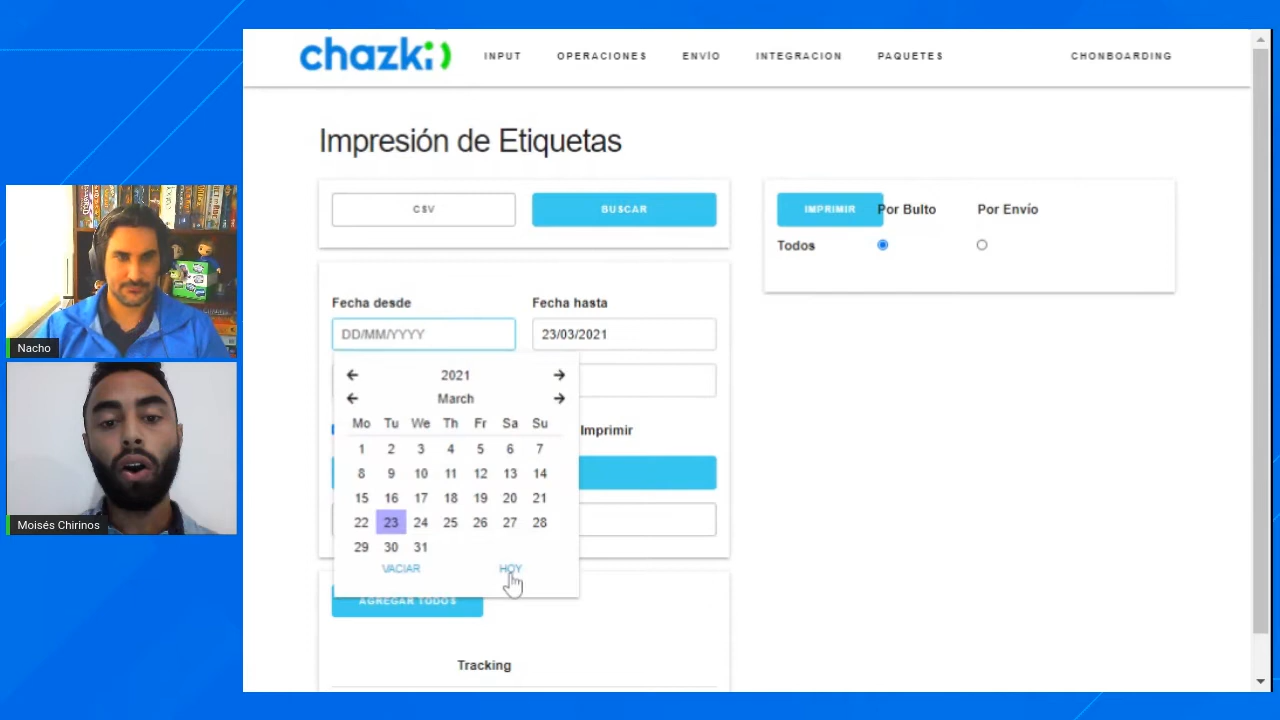 chazki
INPUT
OPERACIONES
ENVÍO
INTEGRACION
PAQUETES
CHONBOARDING
Impresión de Etiquetas
CSV
BUSCAR
IMPRIMIR
Por Bulto
Por Envío
Todos
Fecha desde
Fecha hasta
DD/MM/YYYY
23/03/2021
2021
March
Mo Tu We Th Fr Sa Su
1 2 3 4 5 6 7
8 9 10 11 12 13 14
15 16 17 18 19 20 21
22 23 24 25 26 27 28
29 30 31
VACIAR
HOY
Imprimir
AGREGAR TODOS
Tracking
Nacho
Moisés Chirinos